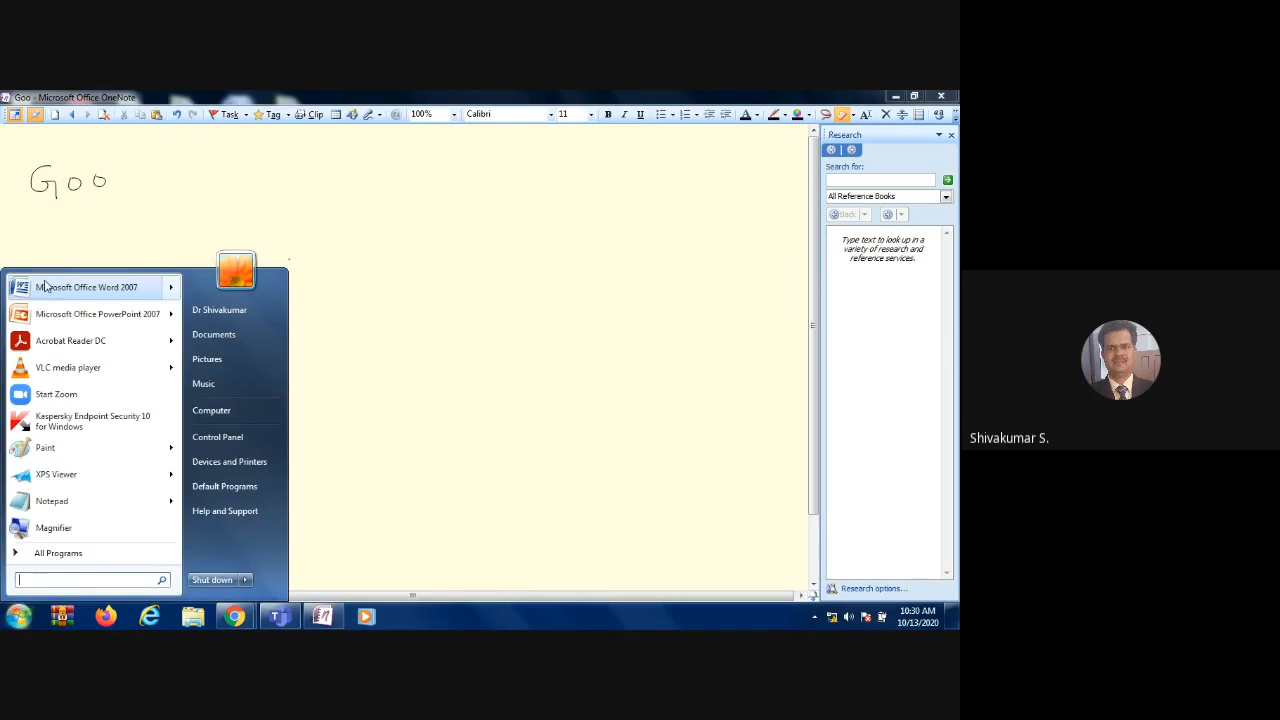 Goo - Microsoft Office OneNote
Task Tag Clip 100% Calibri 11 B I U
Research
Search for:
All Reference Books
Back
Type text to look up in a
variety of research and
reference services.
Research options...
Goo
Microsoft Office Word 2007
Microsoft Office PowerPoint 2007
Acrobat Reader DC
VLC media player
Start Zoom
Kaspersky Endpoint Security 10
for Windows
Paint
XPS Viewer
Notepad
Magnifier
All Programs
Dr Shivakumar
Documents
Pictures
Music
Computer
Control Panel
Devices and Printers
Default Programs
Help and Support
Shut down
10:30 AM
10/13/2020
Shivakumar S.